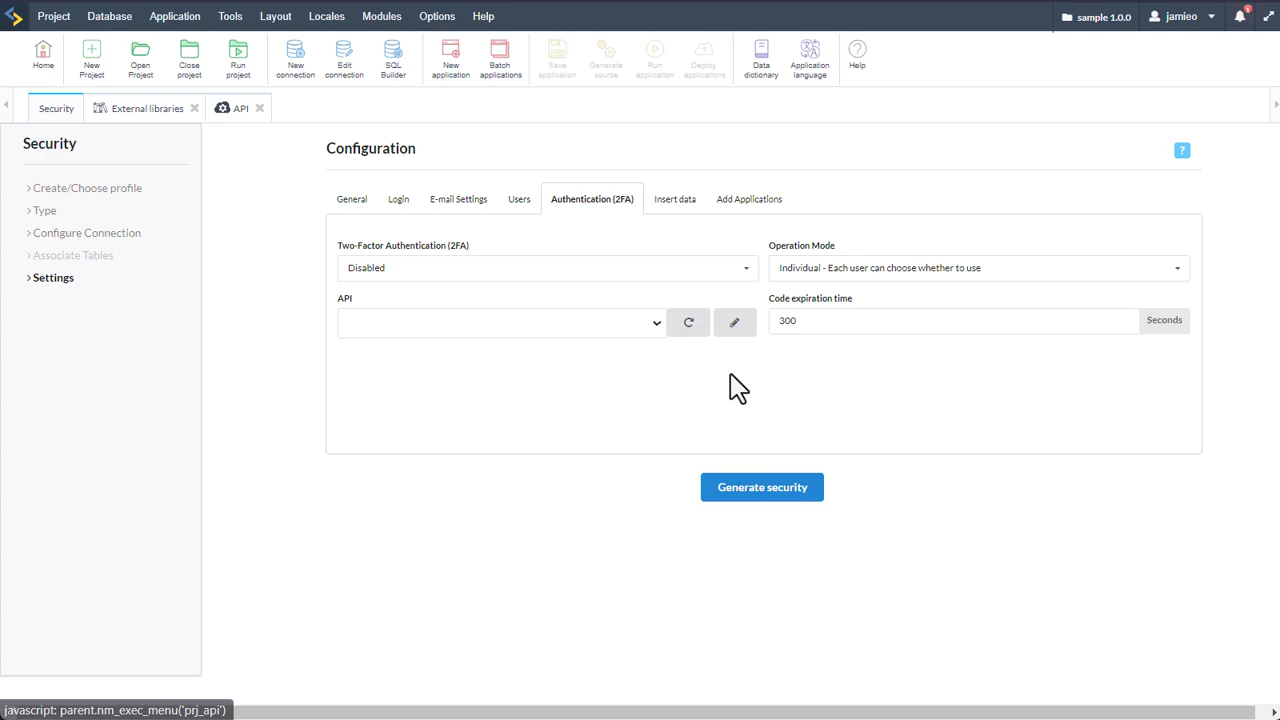 Project Database Application Tools Layout Locales Modules Options Help sample 1.0.0 jamieo 1
Home New Project Open Project Close project Run project New connection Edit connection SQL Builder New application Batch applications Save application Generate source Run application Deploy applications Data dictionary Application language Help
Security External libraries API
Security
Create/Choose profile
Type
Configure Connection
Associate Tables
Settings
Configuration ?
General Login E-mail Settings Users Authentication (2FA) Insert data Add Applications
Two-Factor Authentication (2FA) Operation Mode
Disabled Individual - Each user can choose whether to use
API Code expiration time
300 Seconds
Generate security
javascript: parent.nm_exec_menu('prj_api')